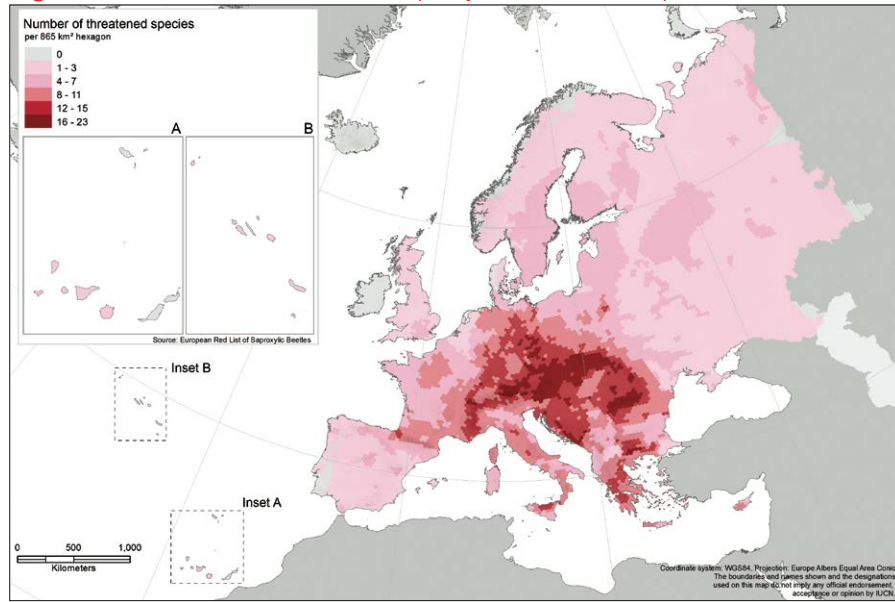 Number of threatened species
per 865 km² hexagon
0
1 - 3
4 - 7
8 - 11
12 - 15
16 - 23
A
B
Source: European Red List of Saproxylic Beetles
Inset B
Inset A
0 500 1,000
Kilometers
Coordinate system: WGS84, Projection: Europe Albers Equal Area Conic
The boundaries and names shown and the designations
used on this map do not imply any official endorsement,
acceptance or opinion by IUCN.